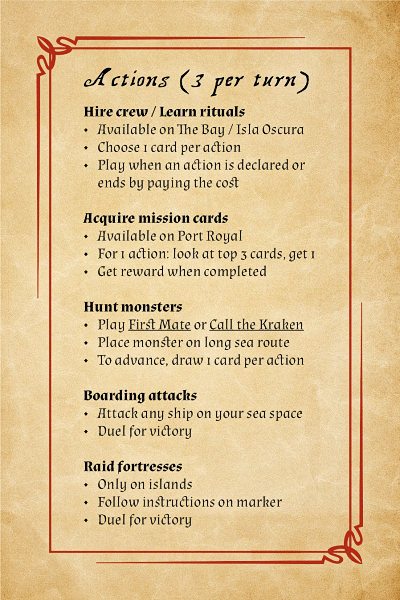 Actions (3 per turn)
Hire crew / Learn rituals
• Available on The Bay / Isla Oscura
• Choose 1 card per action
• Play when an action is declared or
ends by paying the cost
Acquire mission cards
• Available on Port Royal
• For 1 action: look at top 3 cards, get 1
• Get reward when completed
Hunt monsters
• Play First Mate or Call the Kraken
• Place monster on long sea route
• To advance, draw 1 card per action
Boarding attacks
• Attack any ship on your sea space
• Duel for victory
Raid fortresses
• Only on islands
• Follow instructions on marker
• Duel for victory